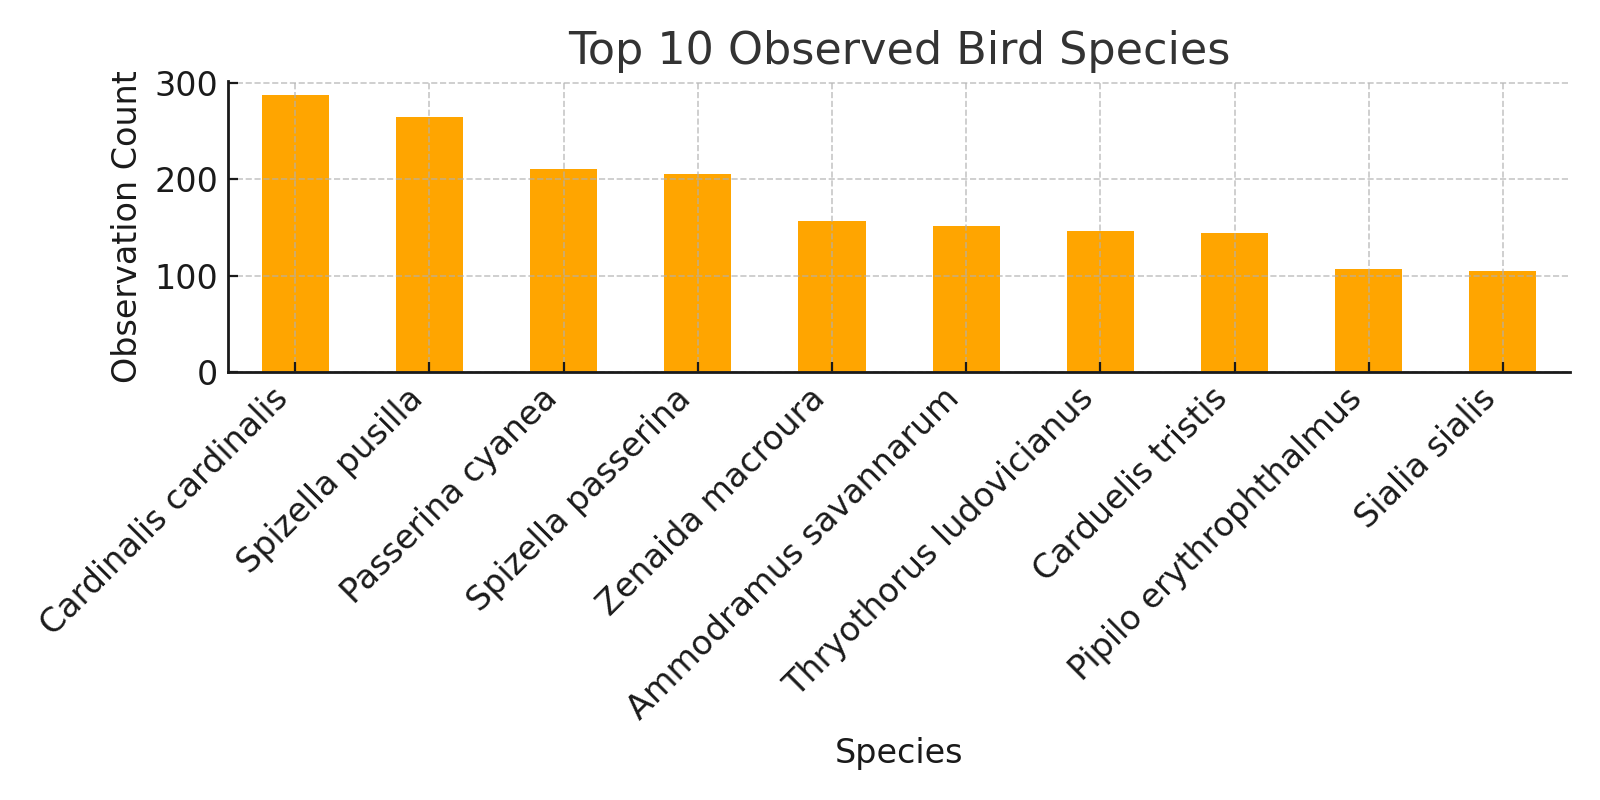 Top 10 Observed Bird Species
Observation Count
300
200
100
0
Cardinalis cardinalis
Spizella pusilla
Passerina cyanea
Spizella passerina
Zenaida macroura
Ammodramus savannarum
Thryothorus ludovicianus
Carduelis tristis
Pipilo erythrophthalmus
Sialia sialis
Species